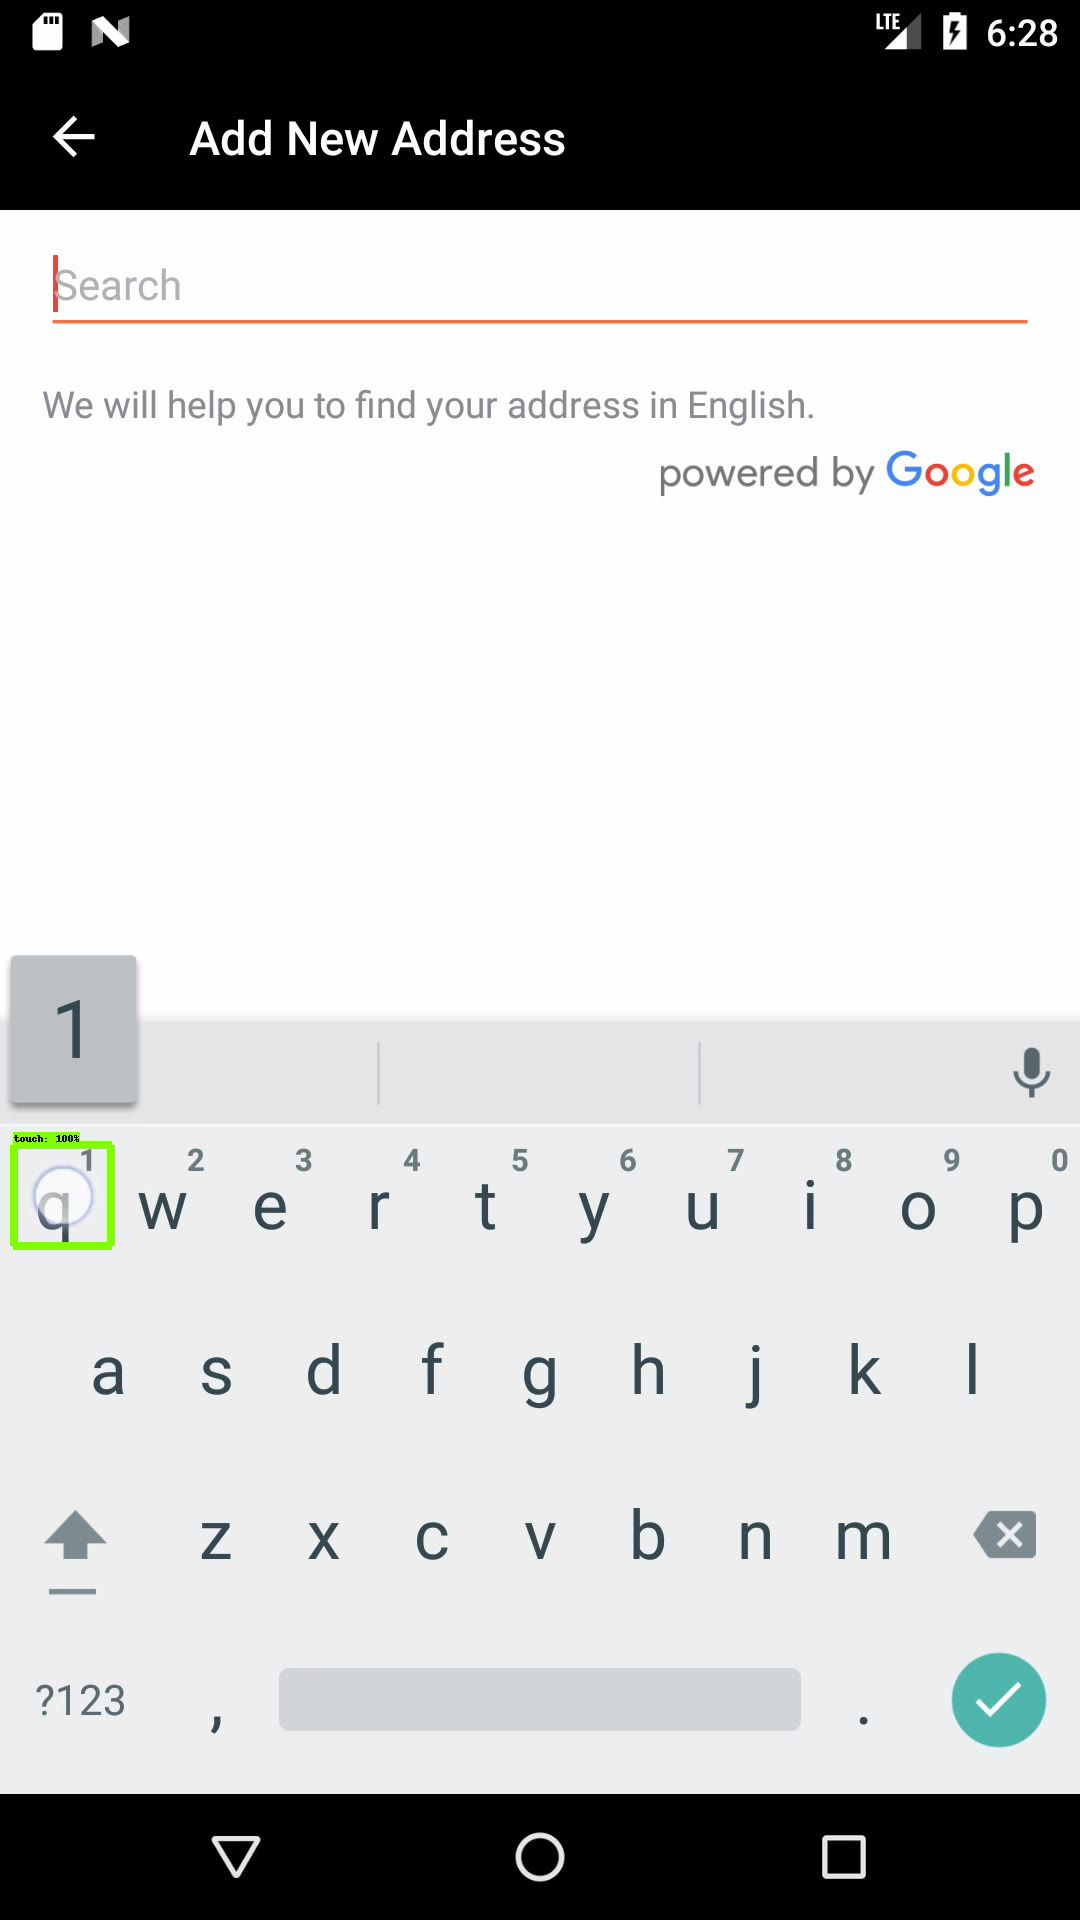 LTE 6:28
Add New Address
Search
We will help you to find your address in English.
powered by Google
1
touch: 100%
1 2 3 4 5 6 7 8 9 0
q w e r t y u i o p
a s d f g h j k l
z x c v b n m
?123 , .